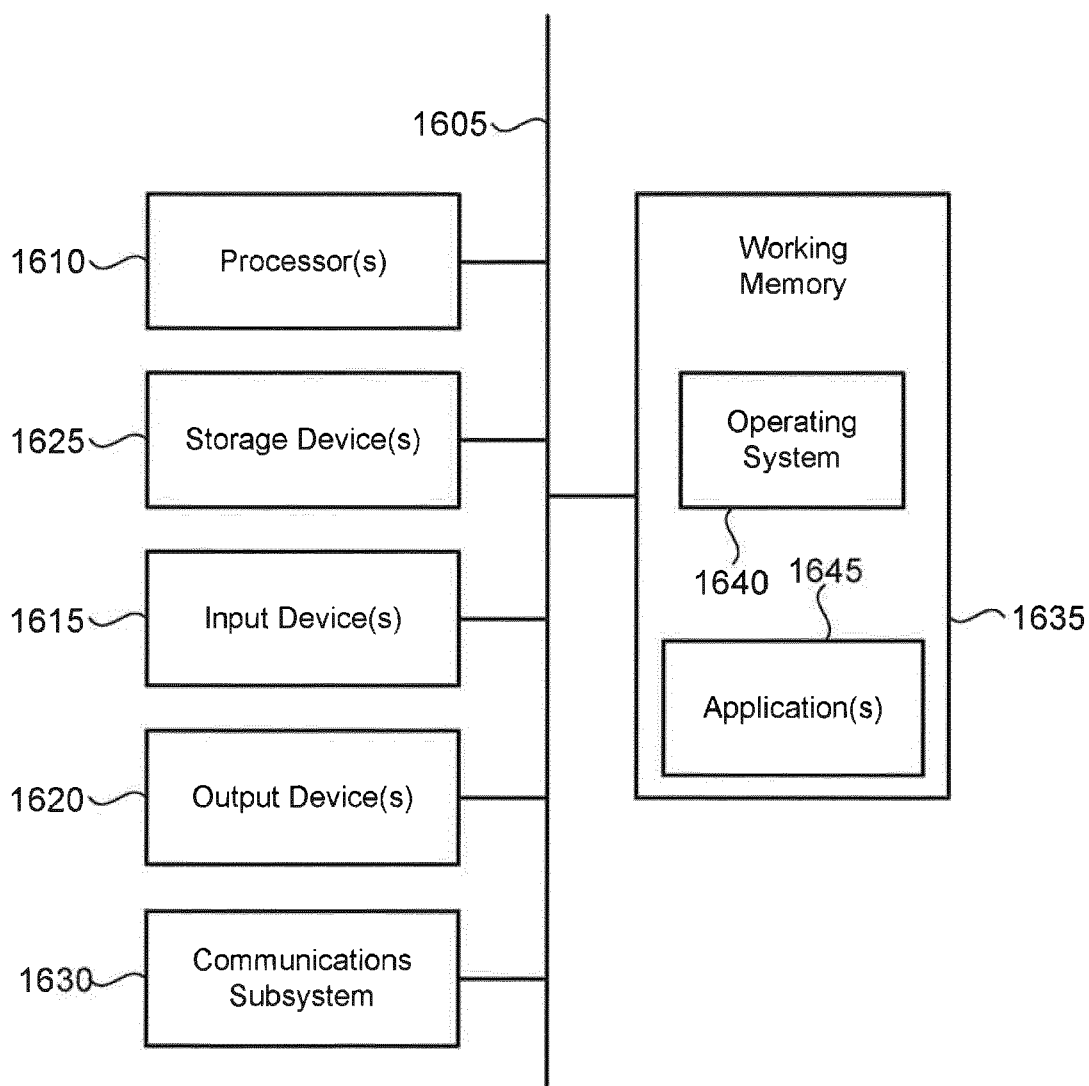 1605
1610
Processor(s)
Working
Memory
1625
Storage Device(s)
Operating
System
1640
1645
1615
Input Device(s)
1635
Application(s)
1620
Output Device(s)
1630
Communications
Subsystem